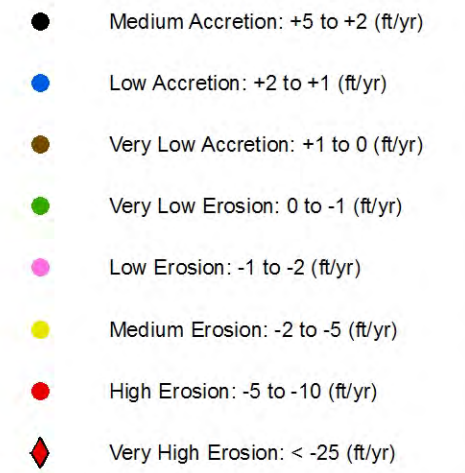 Medium Accretion: +5 to +2 (ft/yr)
Low Accretion: +2 to +1 (ft/yr)
Very Low Accretion: +1 to 0 (ft/yr)
Very Low Erosion: 0 to -1 (ft/yr)
Low Erosion: -1 to -2 (ft/yr)
Medium Erosion: -2 to -5 (ft/yr)
High Erosion: -5 to -10 (ft/yr)
Very High Erosion: < -25 (ft/yr)